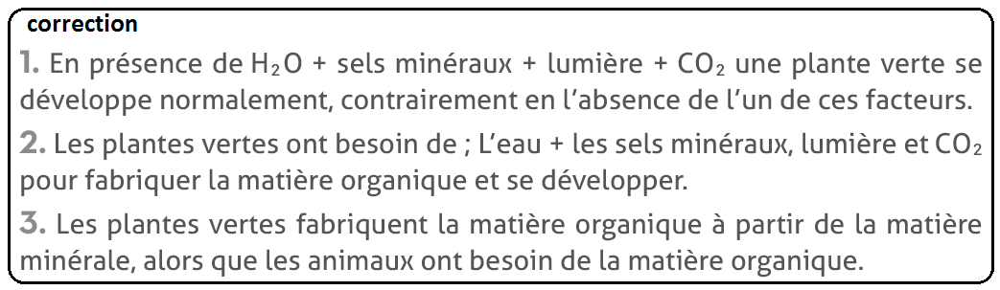 correction
1. En présence de H₂O + sels minéraux + lumière + CO₂ une plante verte se
développe normalement, contrairement en l’absence de l’un de ces facteurs.
2. Les plantes vertes ont besoin de ; L’eau + les sels minéraux, lumière et CO₂
pour fabriquer la matière organique et se développer.
3. Les plantes vertes fabriquent la matière organique à partir de la matière
minérale, alors que les animaux ont besoin de la matière organique.